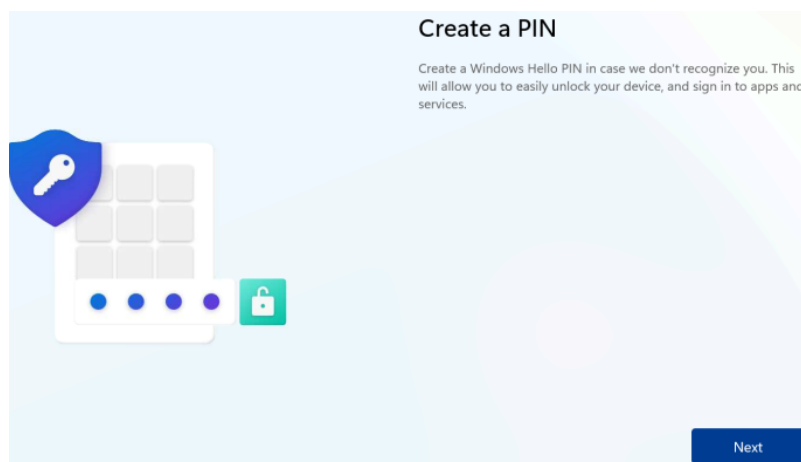 Create a PIN
Create a Windows Hello PIN in case we don't recognize you. This
will allow you to easily unlock your device, and sign in to apps and
services.
Next